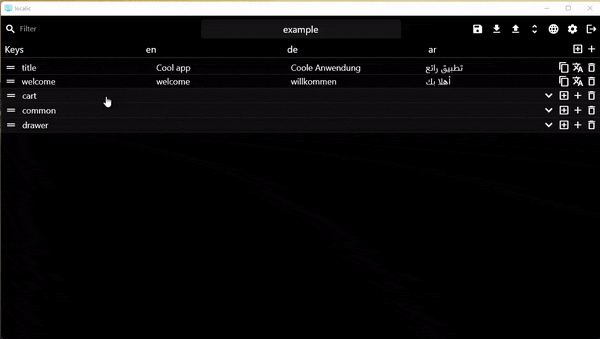 localic
Filter
example
Keys en de ar
title Cool app Coole Anwendung تطبيق رائع
welcome welcome willkommen أهلا بك
cart
common
drawer